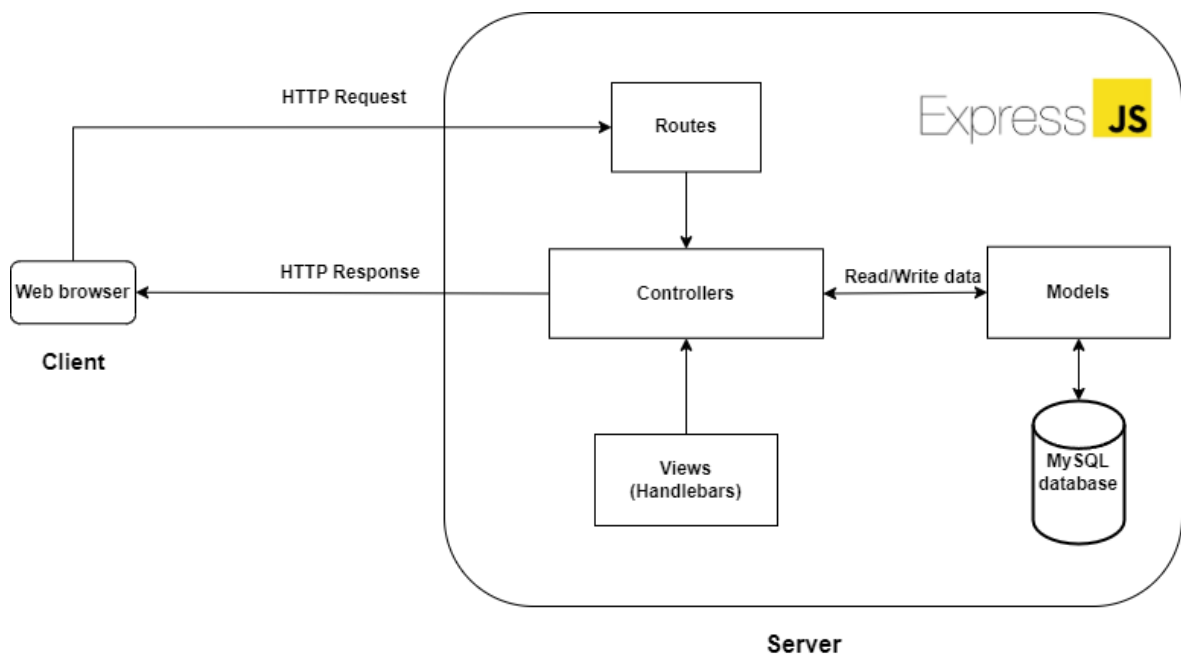 HTTP Request
Routes
Express JS
HTTP Response
Web browser
Controllers
Read/Write data
Models
Client
Views
(Handlebars)
MySQL
database
Server